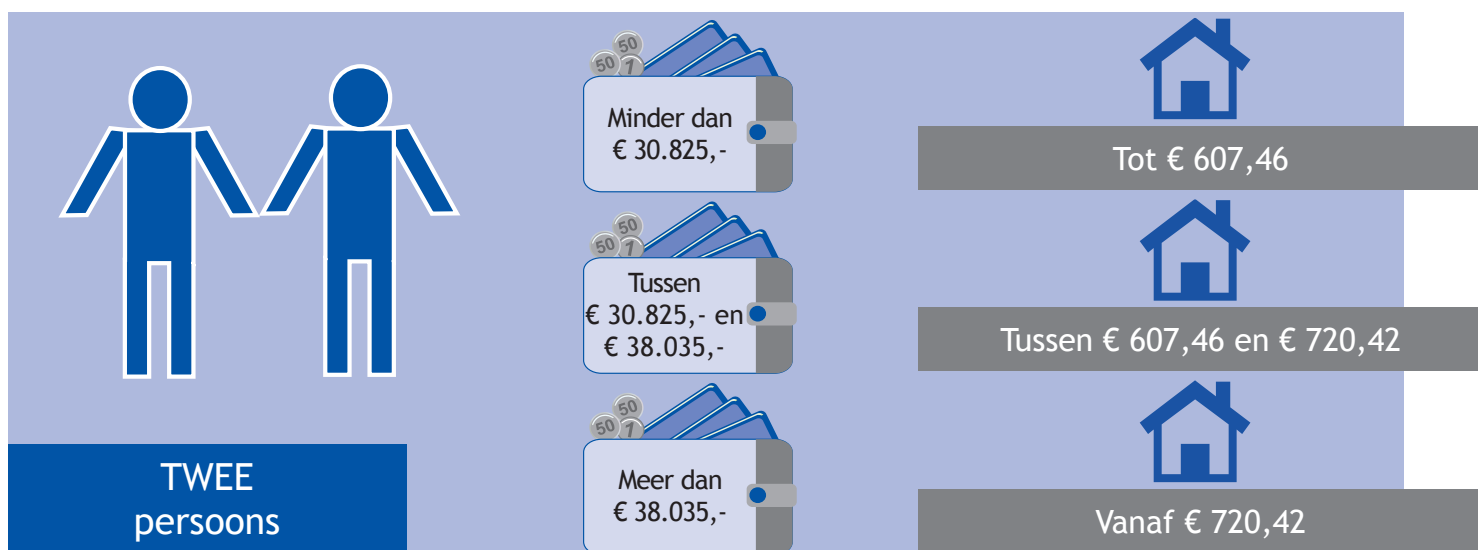 50
50 1
Minder dan
€ 30.825,-
Tot € 607,46
50
50 1
Tussen
€ 30.825,- en
€ 38.035,-
Tussen € 607,46 en € 720,42
50
50 1
Meer dan
€ 38.035,-
Vanaf € 720,42
TWEE
persoons